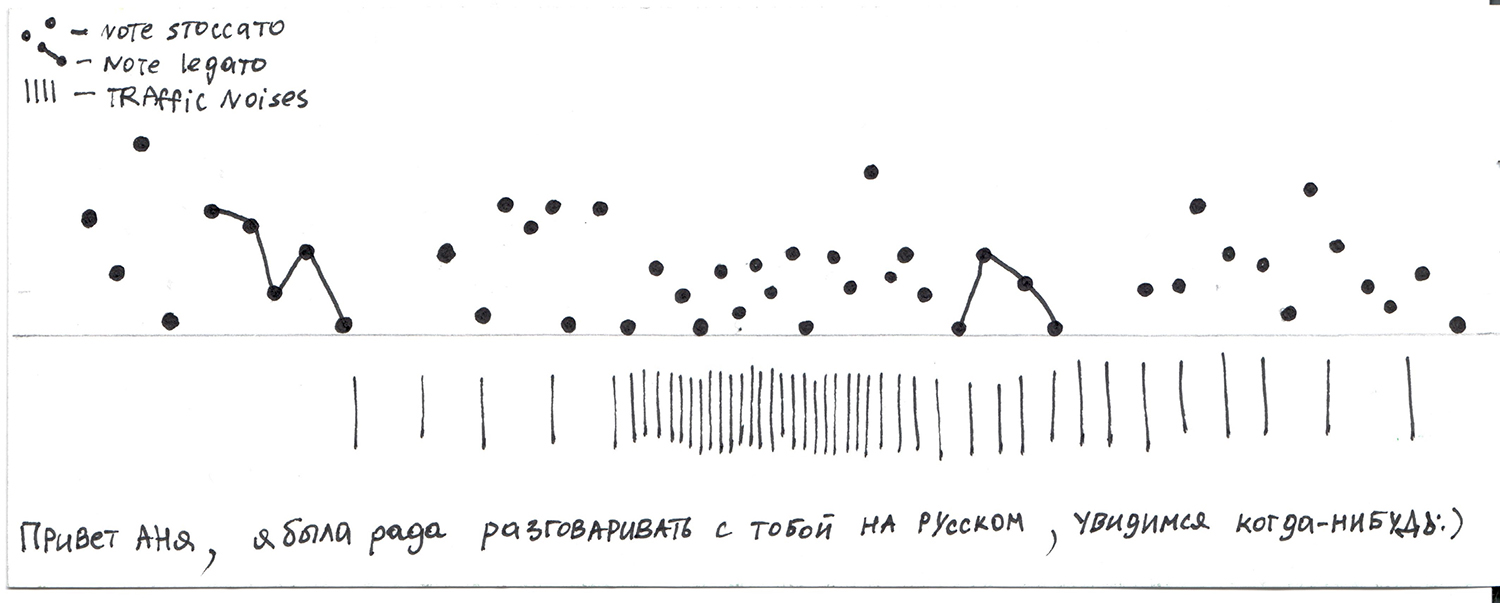 - NOTE STOCCATO
- NOTE legATO
- TRAffic Noises
Привет Аня, я была рада разговаривать с тобой на русском, увидимся когда-нибудь:)